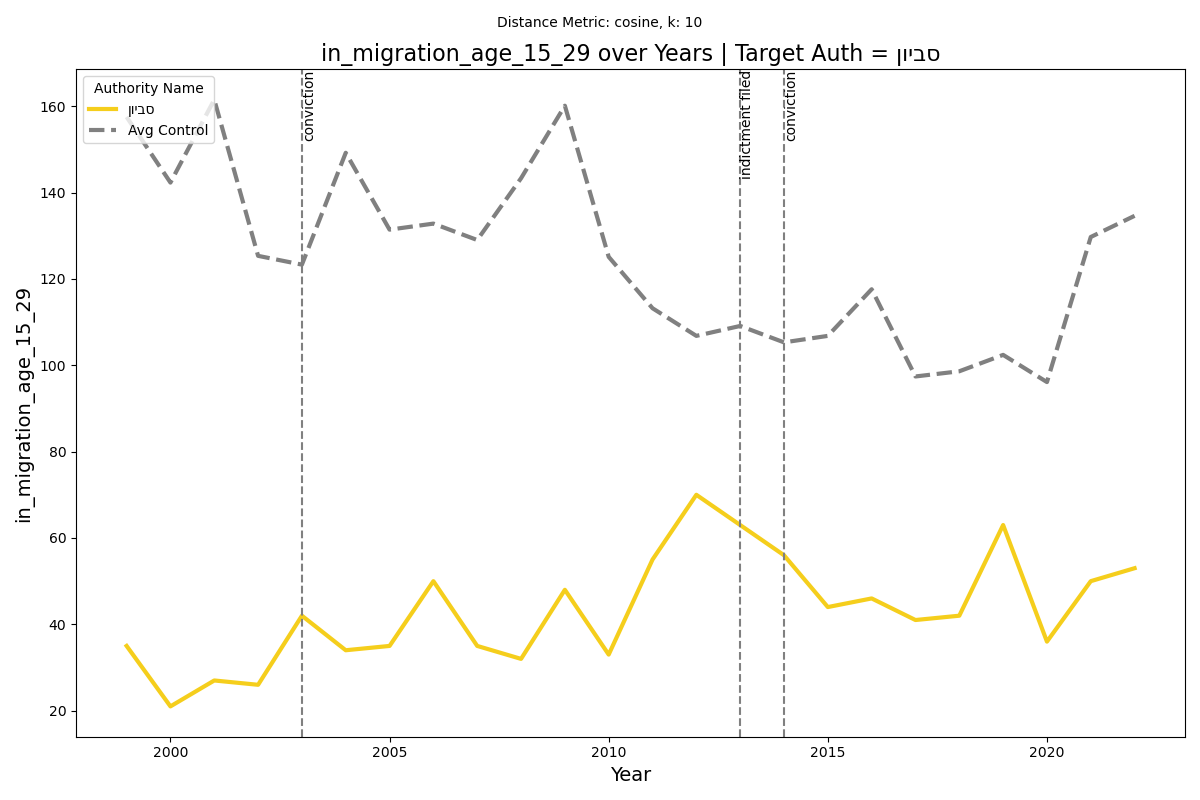 Distance Metric: cosine, k: 10
in_migration_age_15_29 over Years | Target Auth = סביון
Authority Name
סביון
Avg Control
conviction
indictment filed
conviction
in_migration_age_15_29
160
140
120
100
80
60
40
20
2000
2005
2010
2015
2020
Year